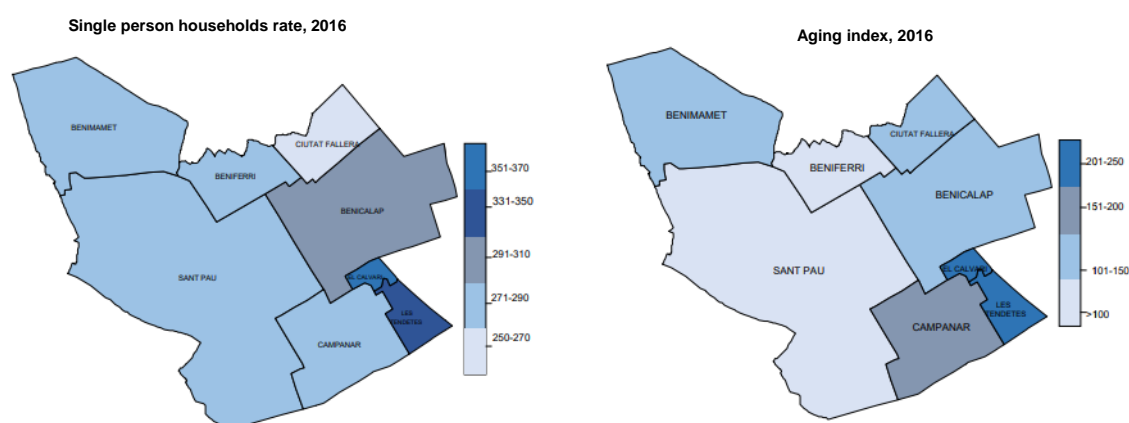 Single person households rate, 2016
BENIMAMET
CIUTAT FALLERA
BENIFERRI
BENICALAP
SANT PAU
EL CALVARI
LES
TENDETES
CAMPANAR
351-370
331-350
291-310
271-290
250-270
Aging index, 2016
BENIMAMET
CIUTAT FALLERA
BENIFERRI
BENICALAP
SANT PAU
EL CALVARI
LES
TENDETES
CAMPANAR
201-250
151-200
101-150
>100